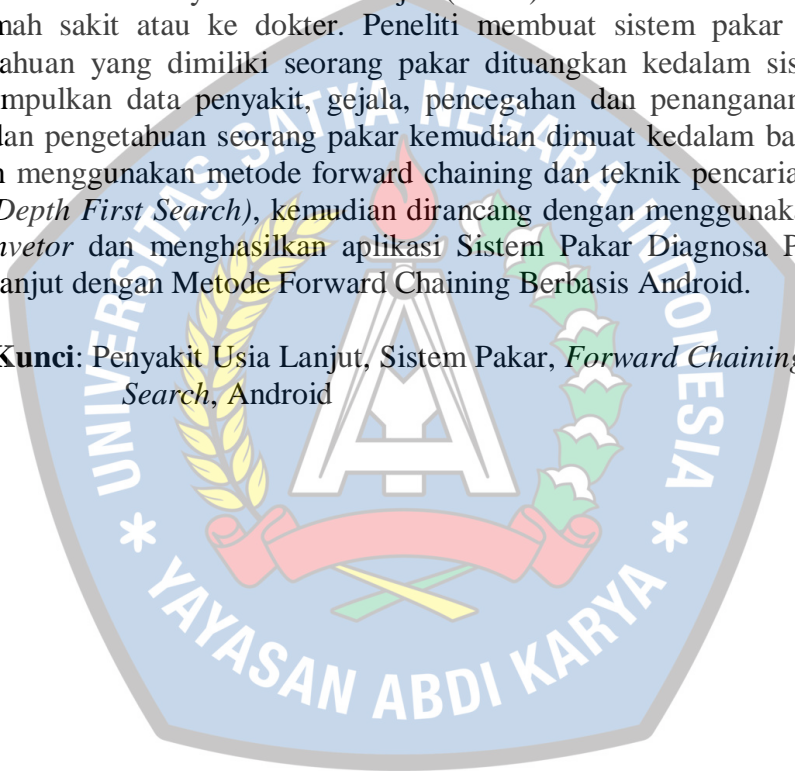 mah sakit atau ke dokter. Peneliti membuat sistem pakar
ahuan yang dimiliki seorang pakar dituangkan kedalam sis
mpulkan data penyakit, gejala, pencegahan dan penanganan
dan pengetahuan seorang pakar kemudian dimuat kedalam ba
n menggunakan metode forward chaining dan teknik pencaria
Depth First Search), kemudian dirancang dengan menggunak
nvetor dan menghasilkan aplikasi Sistem Pakar Diagnosa P
anjut dengan Metode Forward Chaining Berbasis Android.
Kunci: Penyakit Usia Lanjut, Sistem Pakar, Forward Chaining
Search, Android
UNIVERSITAS SATYA NEGARA INDONESIA
* YAYASAN ABDI KARYA *